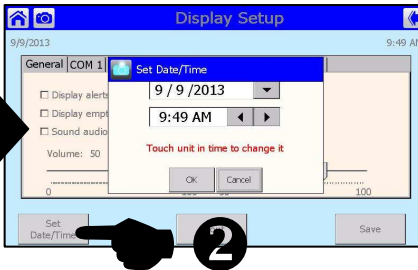 Display Setup
9/9/2013 9:49 AM
General COM 1
Set Date/Time
Display alerts
9 / 9 /2013
Display empt
9:49 AM
Sound audio
Touch unit in time to change it
Volume: 50
OK Cancel
0 100
Set Date/Time
Save
2